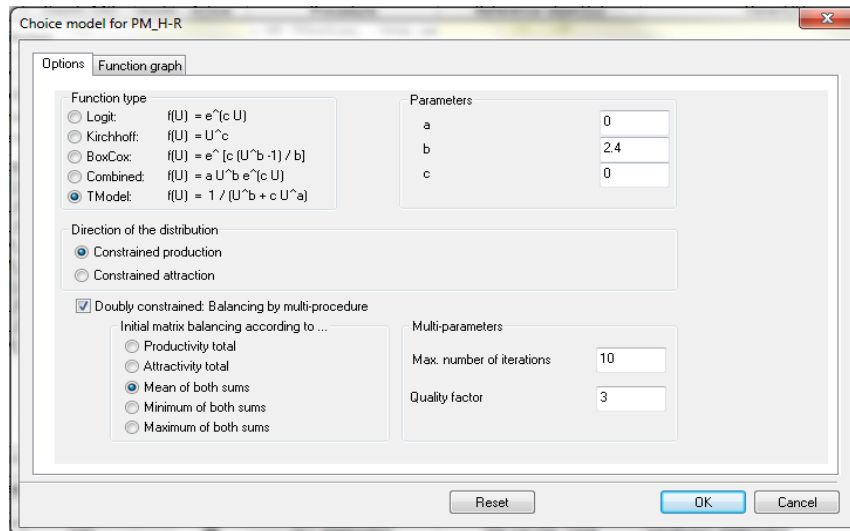 Choice model for PM_H-R
Options Function graph
Function type
Logit: f(U) = e^(c U)
Kirchhoff: f(U) = U^c
BoxCox: f(U) = e^ [c (U^b -1) / b]
Combined: f(U) = a U^b e^(c U)
TModel: f(U) = 1 / (U^b + c U^a)
Parameters
a 0
b 2.4
c 0
Direction of the distribution
Constrained production
Constrained attraction
Doubly constrained: Balancing by multi-procedure
Initial matrix balancing according to ...
Productivity total
Attractivity total
Mean of both sums
Minimum of both sums
Maximum of both sums
Multi-parameters
Max. number of iterations 10
Quality factor 3
Reset OK Cancel